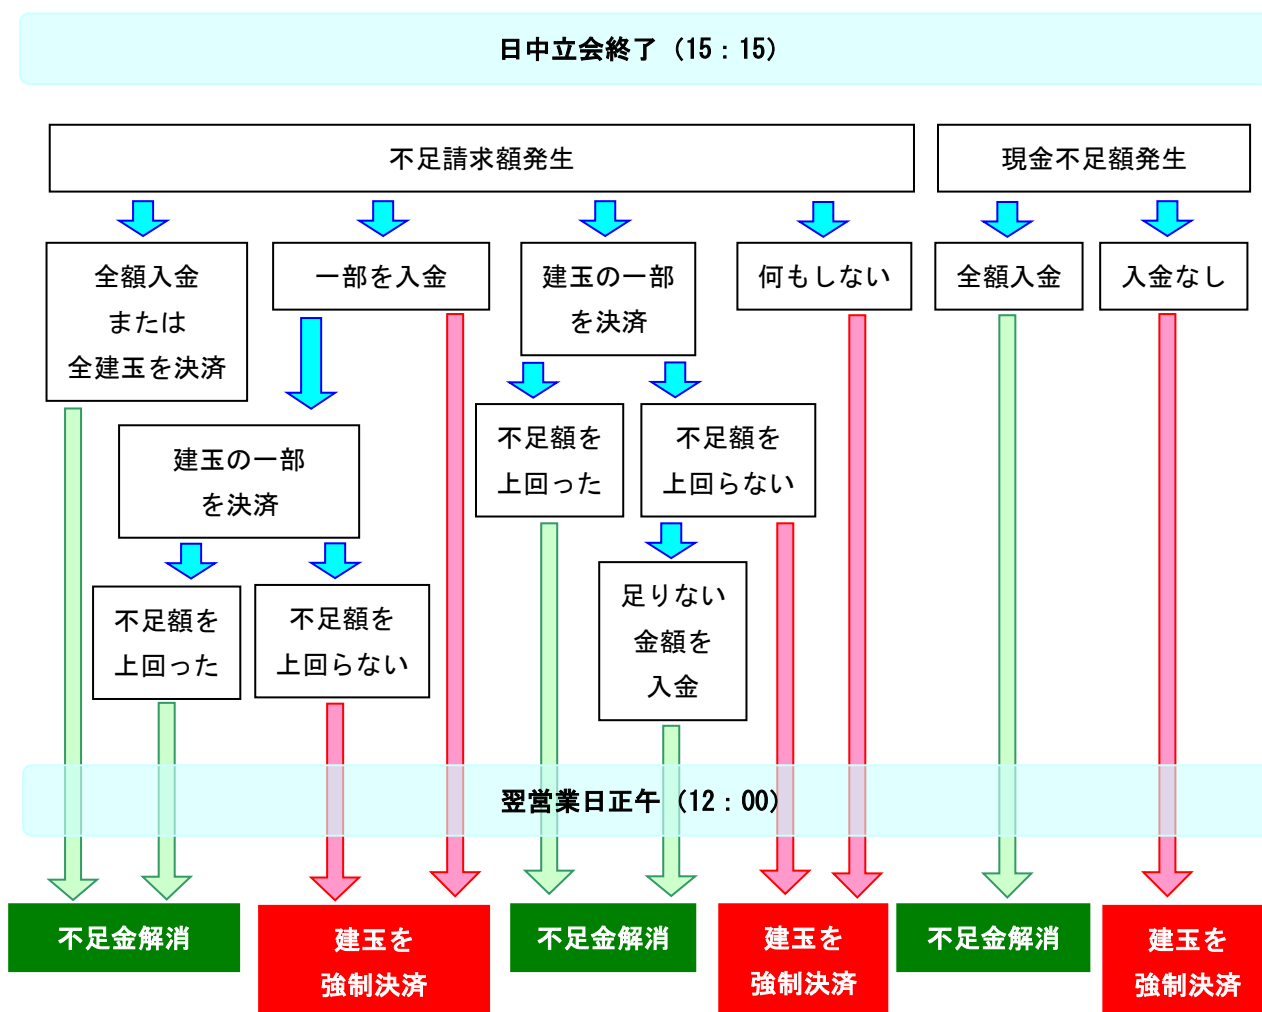 日中立会終了（15：15）
不足請求額発生
現金不足額発生
全額入金
または
全建玉を決済
一部を入金
建玉の一部
を決済
何もしない
全額入金
入金なし
建玉の一部
を決済
不足額を
上回った
不足額を
上回らない
不足額を
上回った
不足額を
上回らない
足りない
金額を
入金
翌営業日正午（12：00）
不足金解消
建玉を
強制決済
不足金解消
建玉を
強制決済
不足金解消
建玉を
強制決済